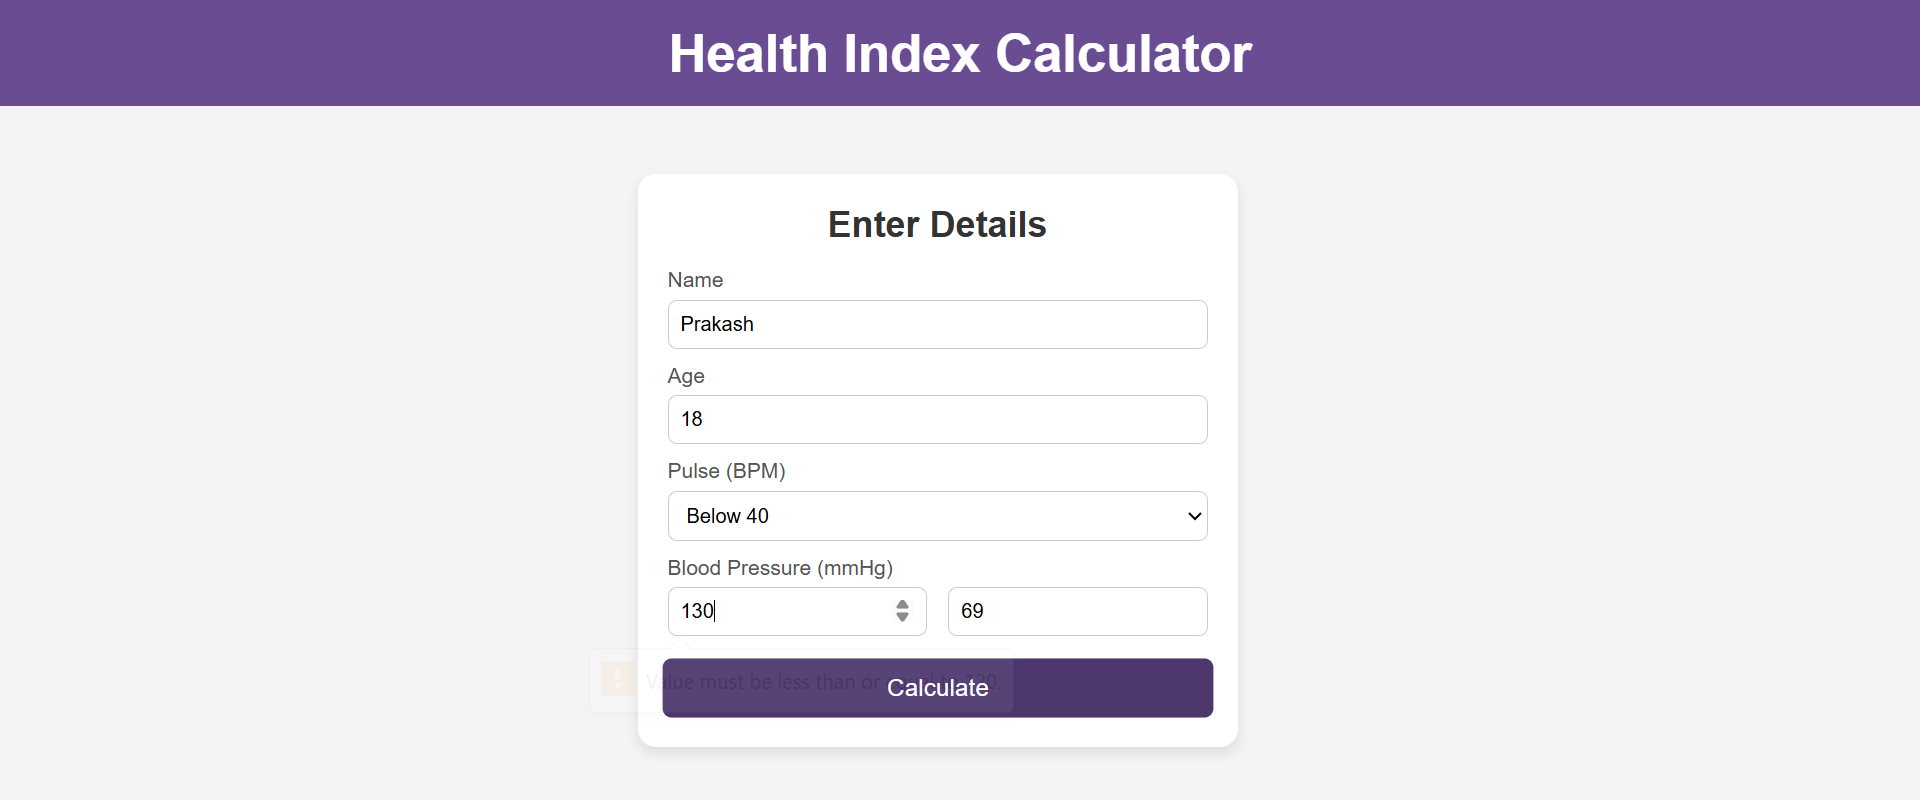 Health Index Calculator
Enter Details
Name
Prakash
Age
18
Pulse (BPM)
Below 40
Blood Pressure (mmHg)
130
69
Value must be less than or
Calculate